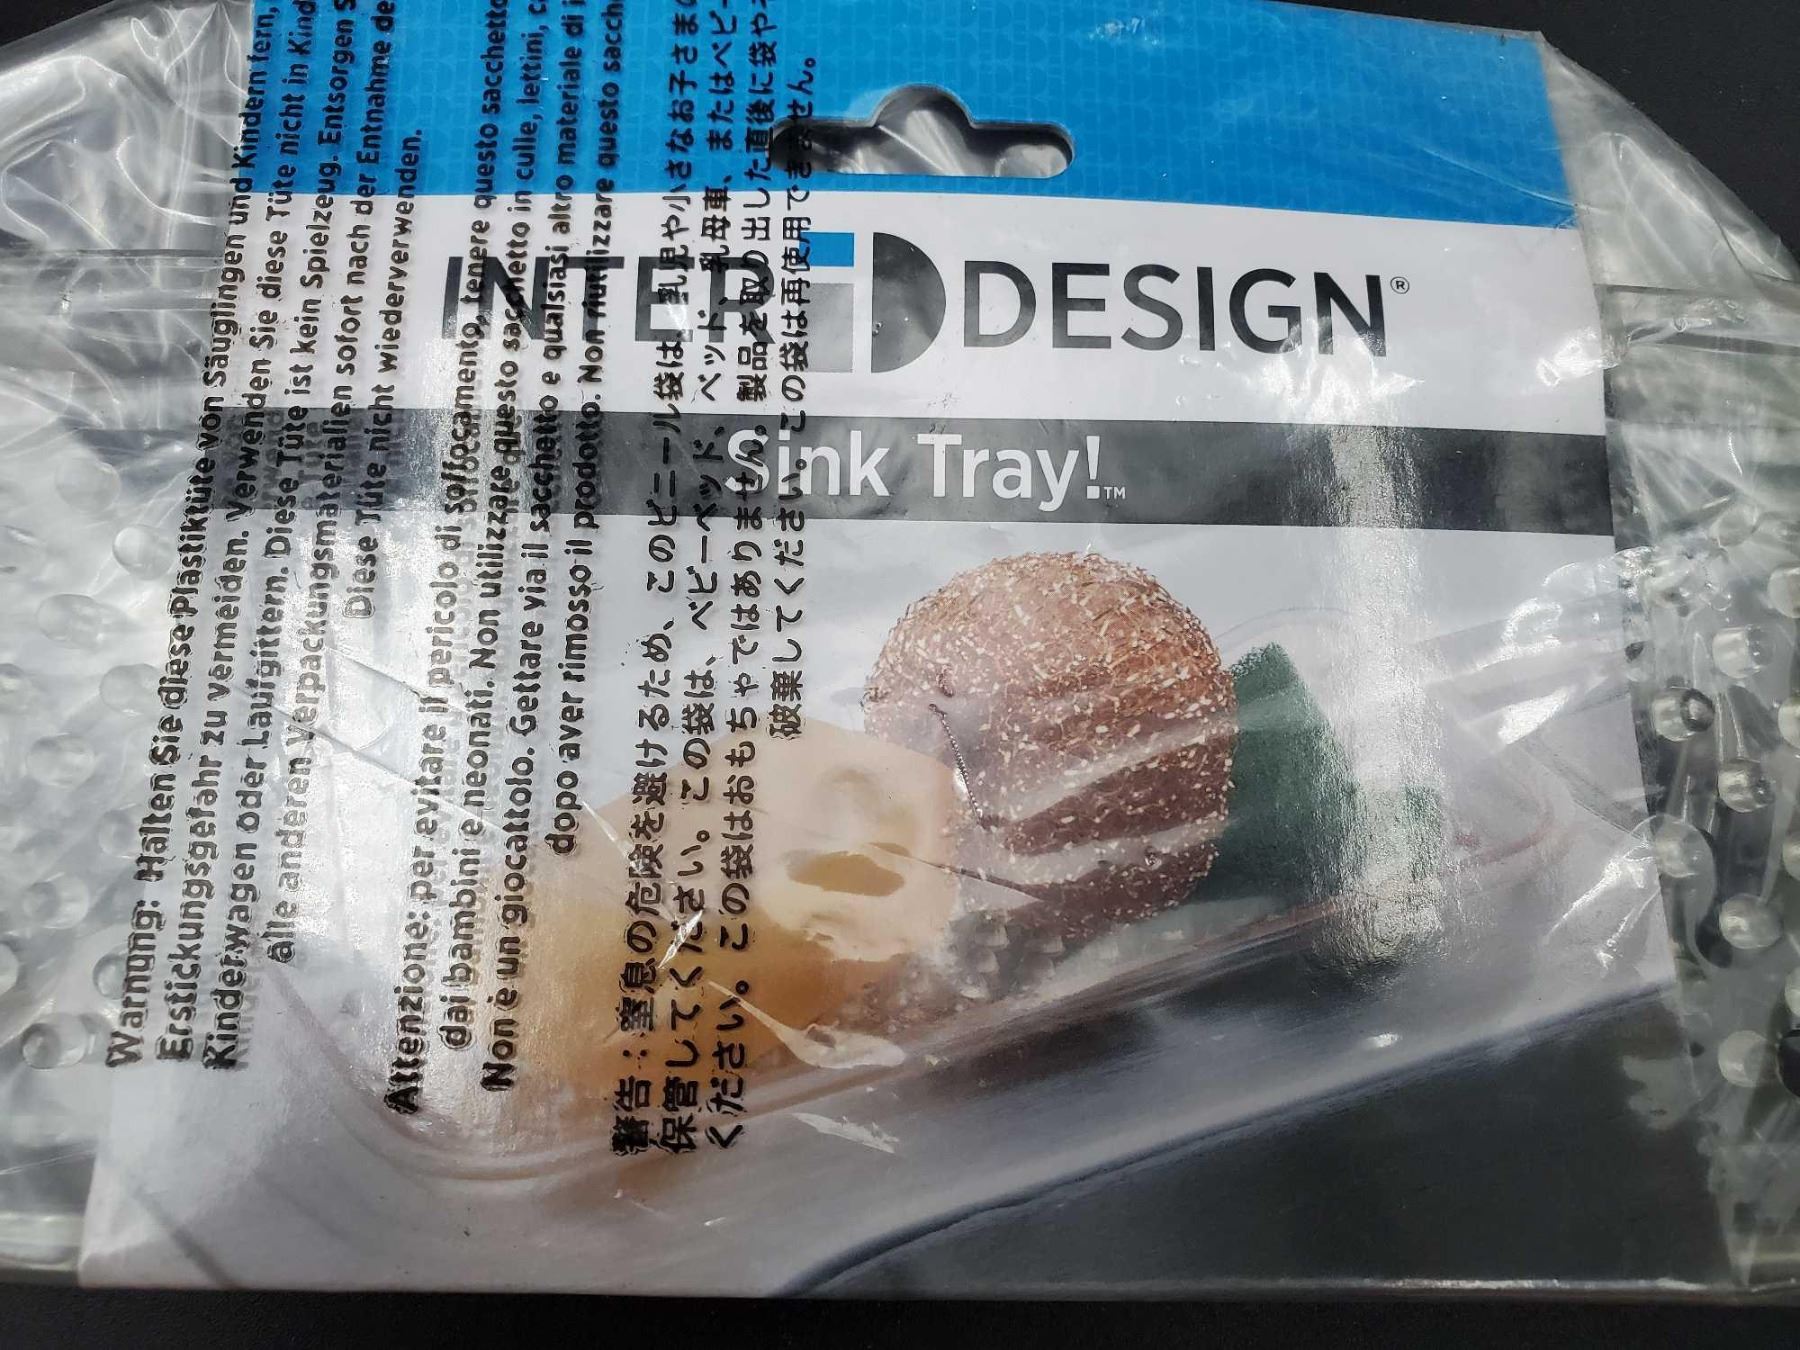 INTERDESIGN®
Sink Tray!™
Warnung: Halten Sie diese Plastiktüte von Säuglingen und Kindern fern,
Erstickungsgefahr zu vermeiden. Verwenden Sie diese Tüte nicht in Kind
Kinderwagen oder Laufgittern. Diese Tüte ist kein Spielzeug. Entsorgen S
alle anderen Verpackungsmaterialien sofort nach der Entnahme de
Diese Tüte nicht wiederverwenden.
Attenzione: per evitare il pericolo di soffocamento, tenere questo sacchetto
dai bambini e neonati. Non utilizzare questo sacchetto in culle, lettini, c
Non è un giocattolo. Gettare via il sacchetto e qualsiasi altro materiale di i
dopo aver rimosso il prodotto. Non riutilizzare questo sacch
警告：窒息の危険を避けるため、このビニール袋は、乳児や小さなお子さまの
保管してください。この袋は、ベビーベッド、ベッド、乳母車、またはベビー
ください。この袋はおもちゃではありません。製品を取り出した直後に袋や
破棄してください。この袋は再使用できません。